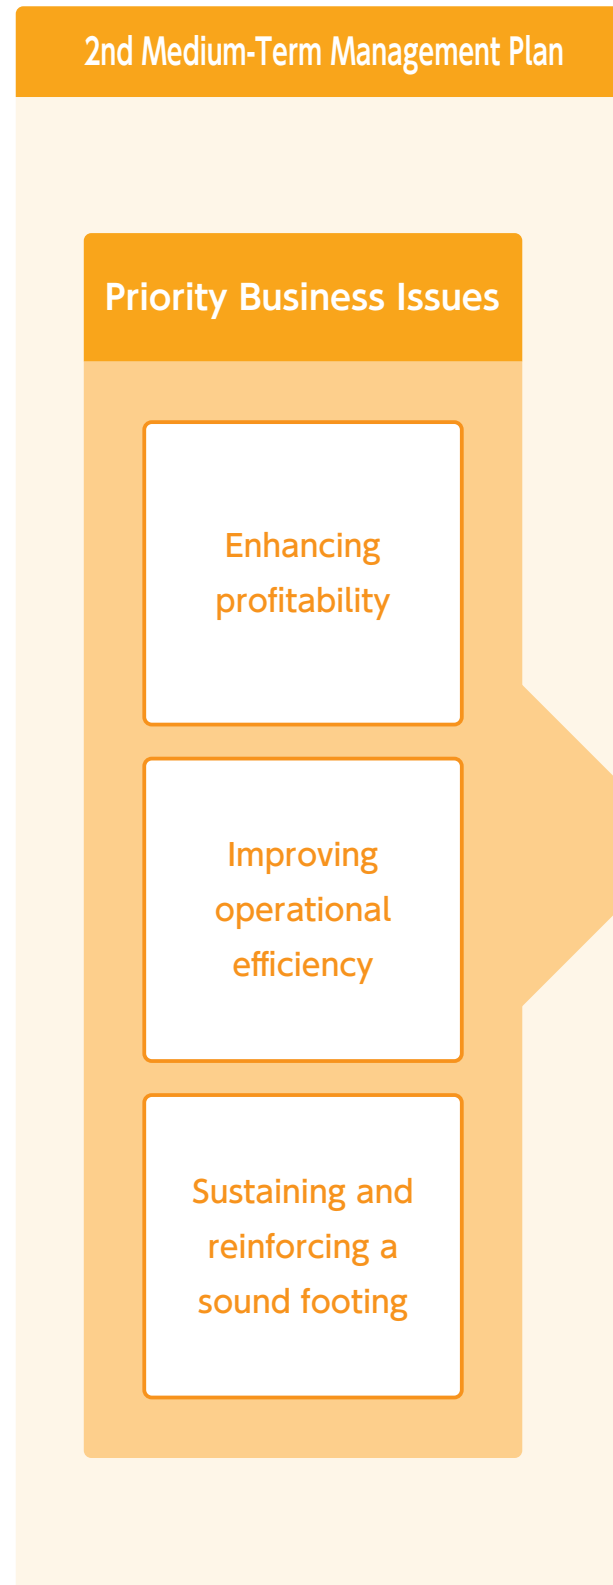 2nd Medium-Term Management Plan
Priority Business Issues
Enhancing
profitability
Improving
operational
efficiency
Sustaining and
reinforcing a
sound footing